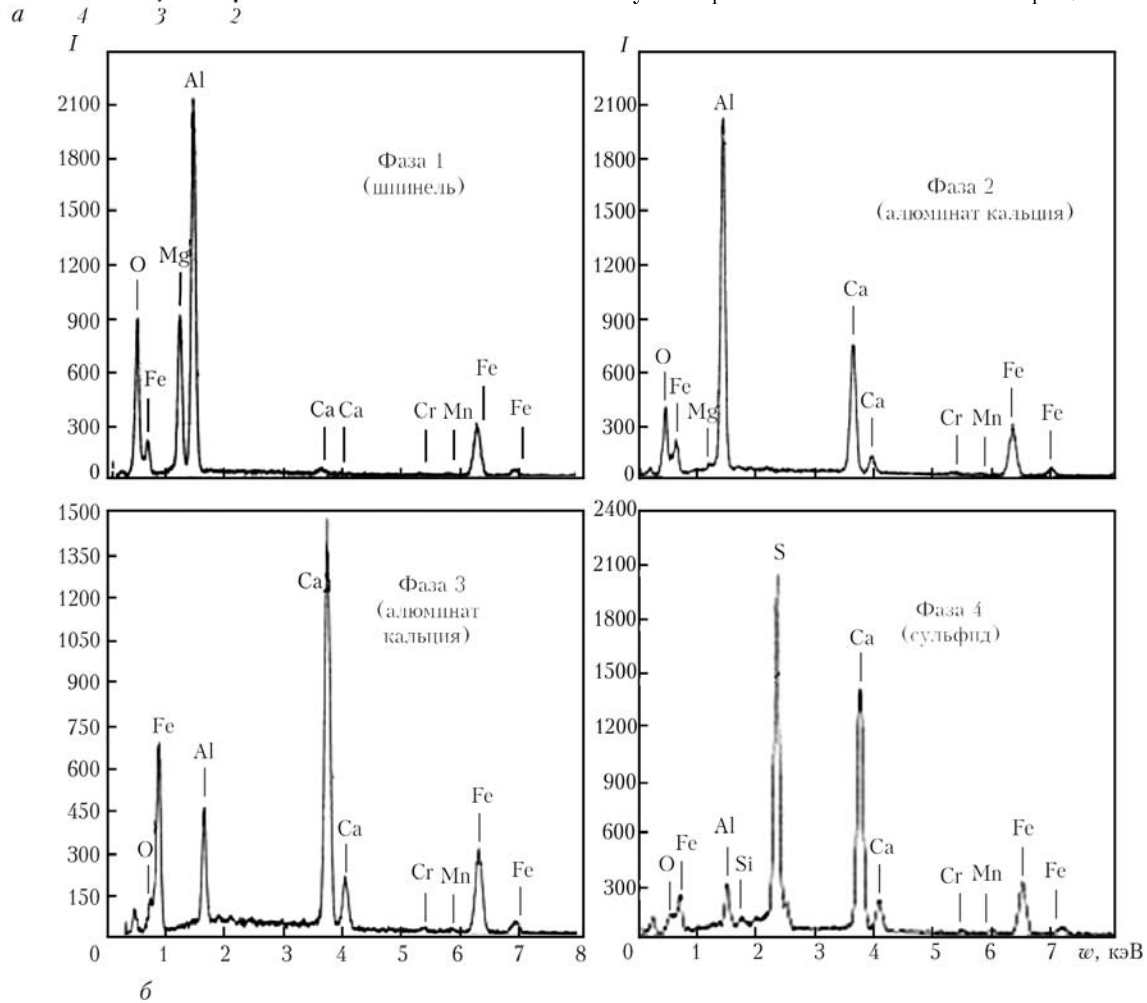 а 4 3 2
I
2100
1800
1500
1200
900
600
300
0
Al
O
Mg
Fe
Ca Ca
Cr Mn
Fe
Fe
Фаза 1
(шпинель)
I
2100
1800
1500
1200
900
600
300
0
Al
O
Fe
Mg
Ca
Ca
Cr Mn
Fe
Fe
Фаза 2
(алюминат кальция)
1500
1350
1200
1050
900
750
600
450
300
150
0
1 2 3 4 5 6 7 8
O
Fe
Al
Ca
Ca
Cr Mn
Fe
Fe
Фаза 3
(алюминат
кальция)
2400
2100
1800
1500
1200
900
600
300
0
1 2 3 4 5 6 7 w, кэВ
O
Fe
Al
Si
S
Ca
Ca
Cr Mn
Fe
Fe
Фаза 4
(сульфид)
б